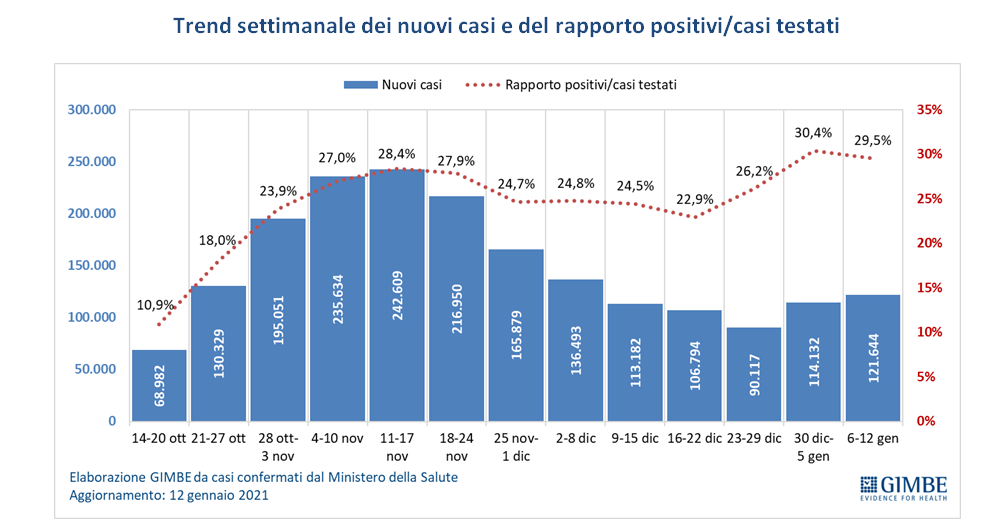 Trend settimanale dei nuovi casi e del rapporto positivi/casi testati
Nuovi casi
Rapporto positivi/casi testati
300.000
250.000
200.000
150.000
100.000
50.000
0
35%
30%
25%
20%
15%
10%
5%
0%
10,9%
18,0%
23,9%
27,0%
28,4%
27,9%
24,7%
24,8%
24,5%
22,9%
26,2%
30,4%
29,5%
68.982
130.329
195.051
235.634
242.609
216.950
165.879
136.493
113.182
106.794
90.117
114.132
121.644
14-20 ott
21-27 ott
28 ott-
3 nov
4-10 nov
11-17
nov
18-24
nov
25 nov-
1 dic
2-8 dic
9-15 dic
16-22 dic
23-29 dic
30 dic-
5 gen
6-12 gen
Elaborazione GIMBE da casi confermati dal Ministero della Salute
Aggiornamento: 12 gennaio 2021
GIMBE
EVIDENCE FOR HEALTH